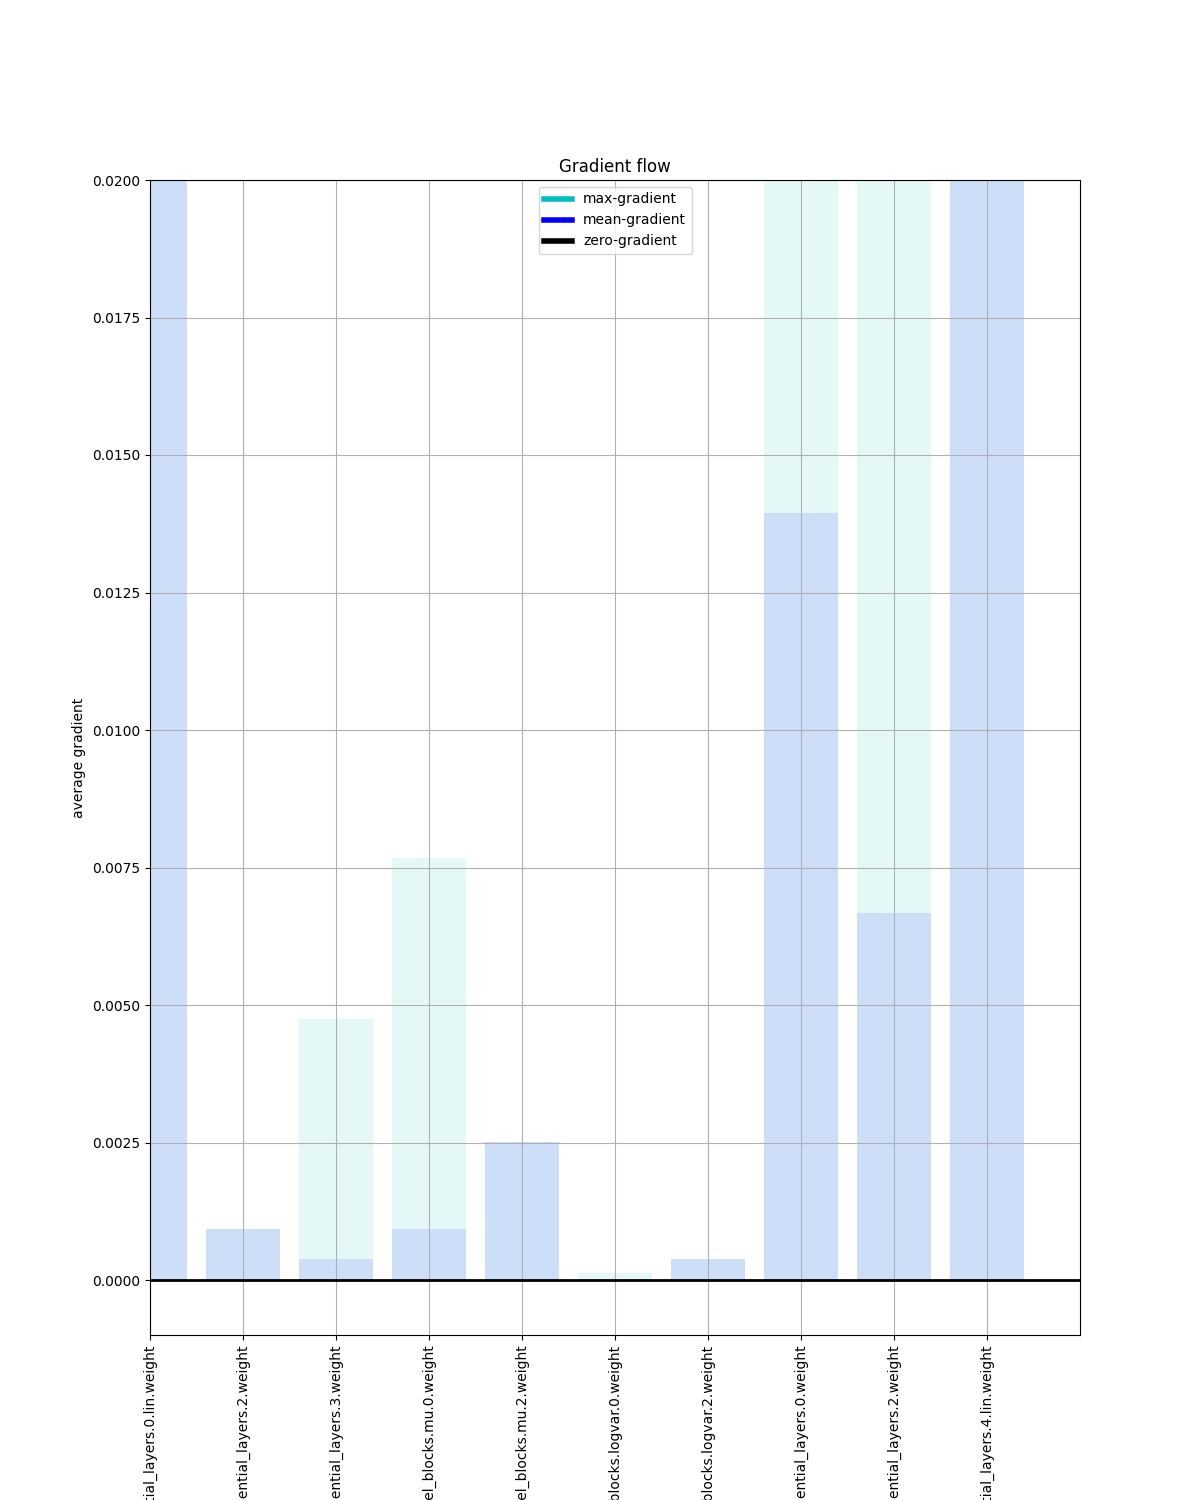 Gradient flow
max-gradient
mean-gradient
zero-gradient
0.0200
0.0175
0.0150
0.0125
0.0100
0.0075
0.0050
0.0025
0.0000
average gradient
tial_layers.0.lin.weight
ential_layers.2.weight
ential_layers.3.weight
el_blocks.mu.0.weight
el_blocks.mu.2.weight
blocks.logvar.0.weight
blocks.logvar.2.weight
ential_layers.0.weight
ential_layers.2.weight
tial_layers.4.lin.weight